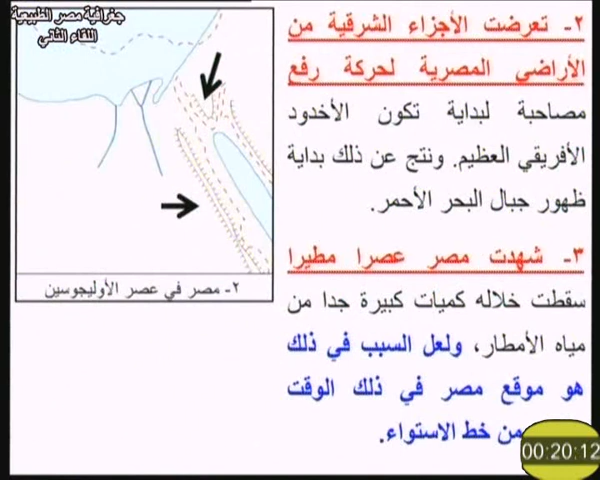 جغرافية مصر الطبيعية
اللقاء الثاني
٢- تعرضت الأجزاء الشرقية من
الأراضي المصرية لحركة رفع
مصاحبة لبداية تكون الأخدود
الأفريقي العظيم. ونتج عن ذلك بداية
ظهور جبال البحر الأحمر.
٣- شهدت مصر عصرا مطيرا
سقطت خلاله كميات كبيرة جدا من
مياه الأمطار، ولعل السبب في ذلك
هو موقع مصر في ذلك الوقت
من خط الاستواء.
٢- مصر في عصر الأوليجوسين
00:20:12